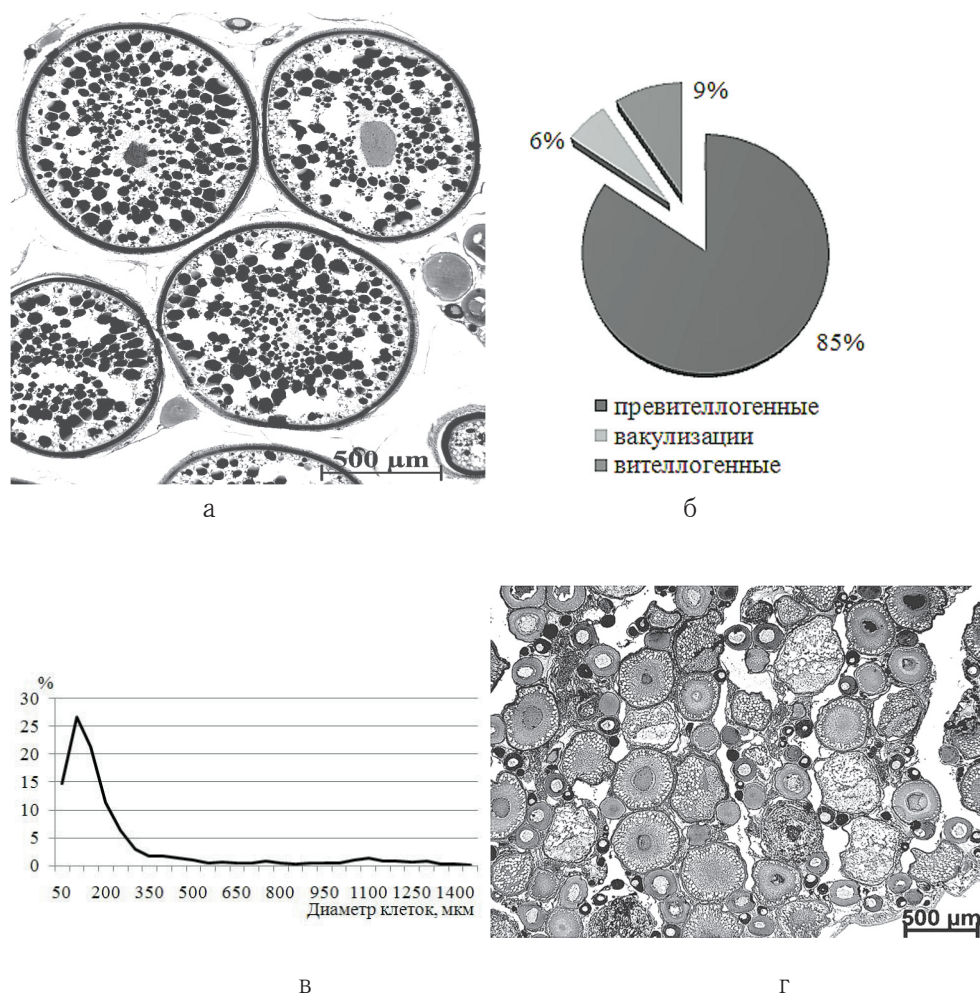 500 µm
а
9%
6%
85%
превителлогенные
вакулизации
вителлогенные
б
%
30
25
20
15
10
5
0
50 200 350 500 650 800 950 1100 1250 1400
Диаметр клеток, мкм
в
500 µm
г